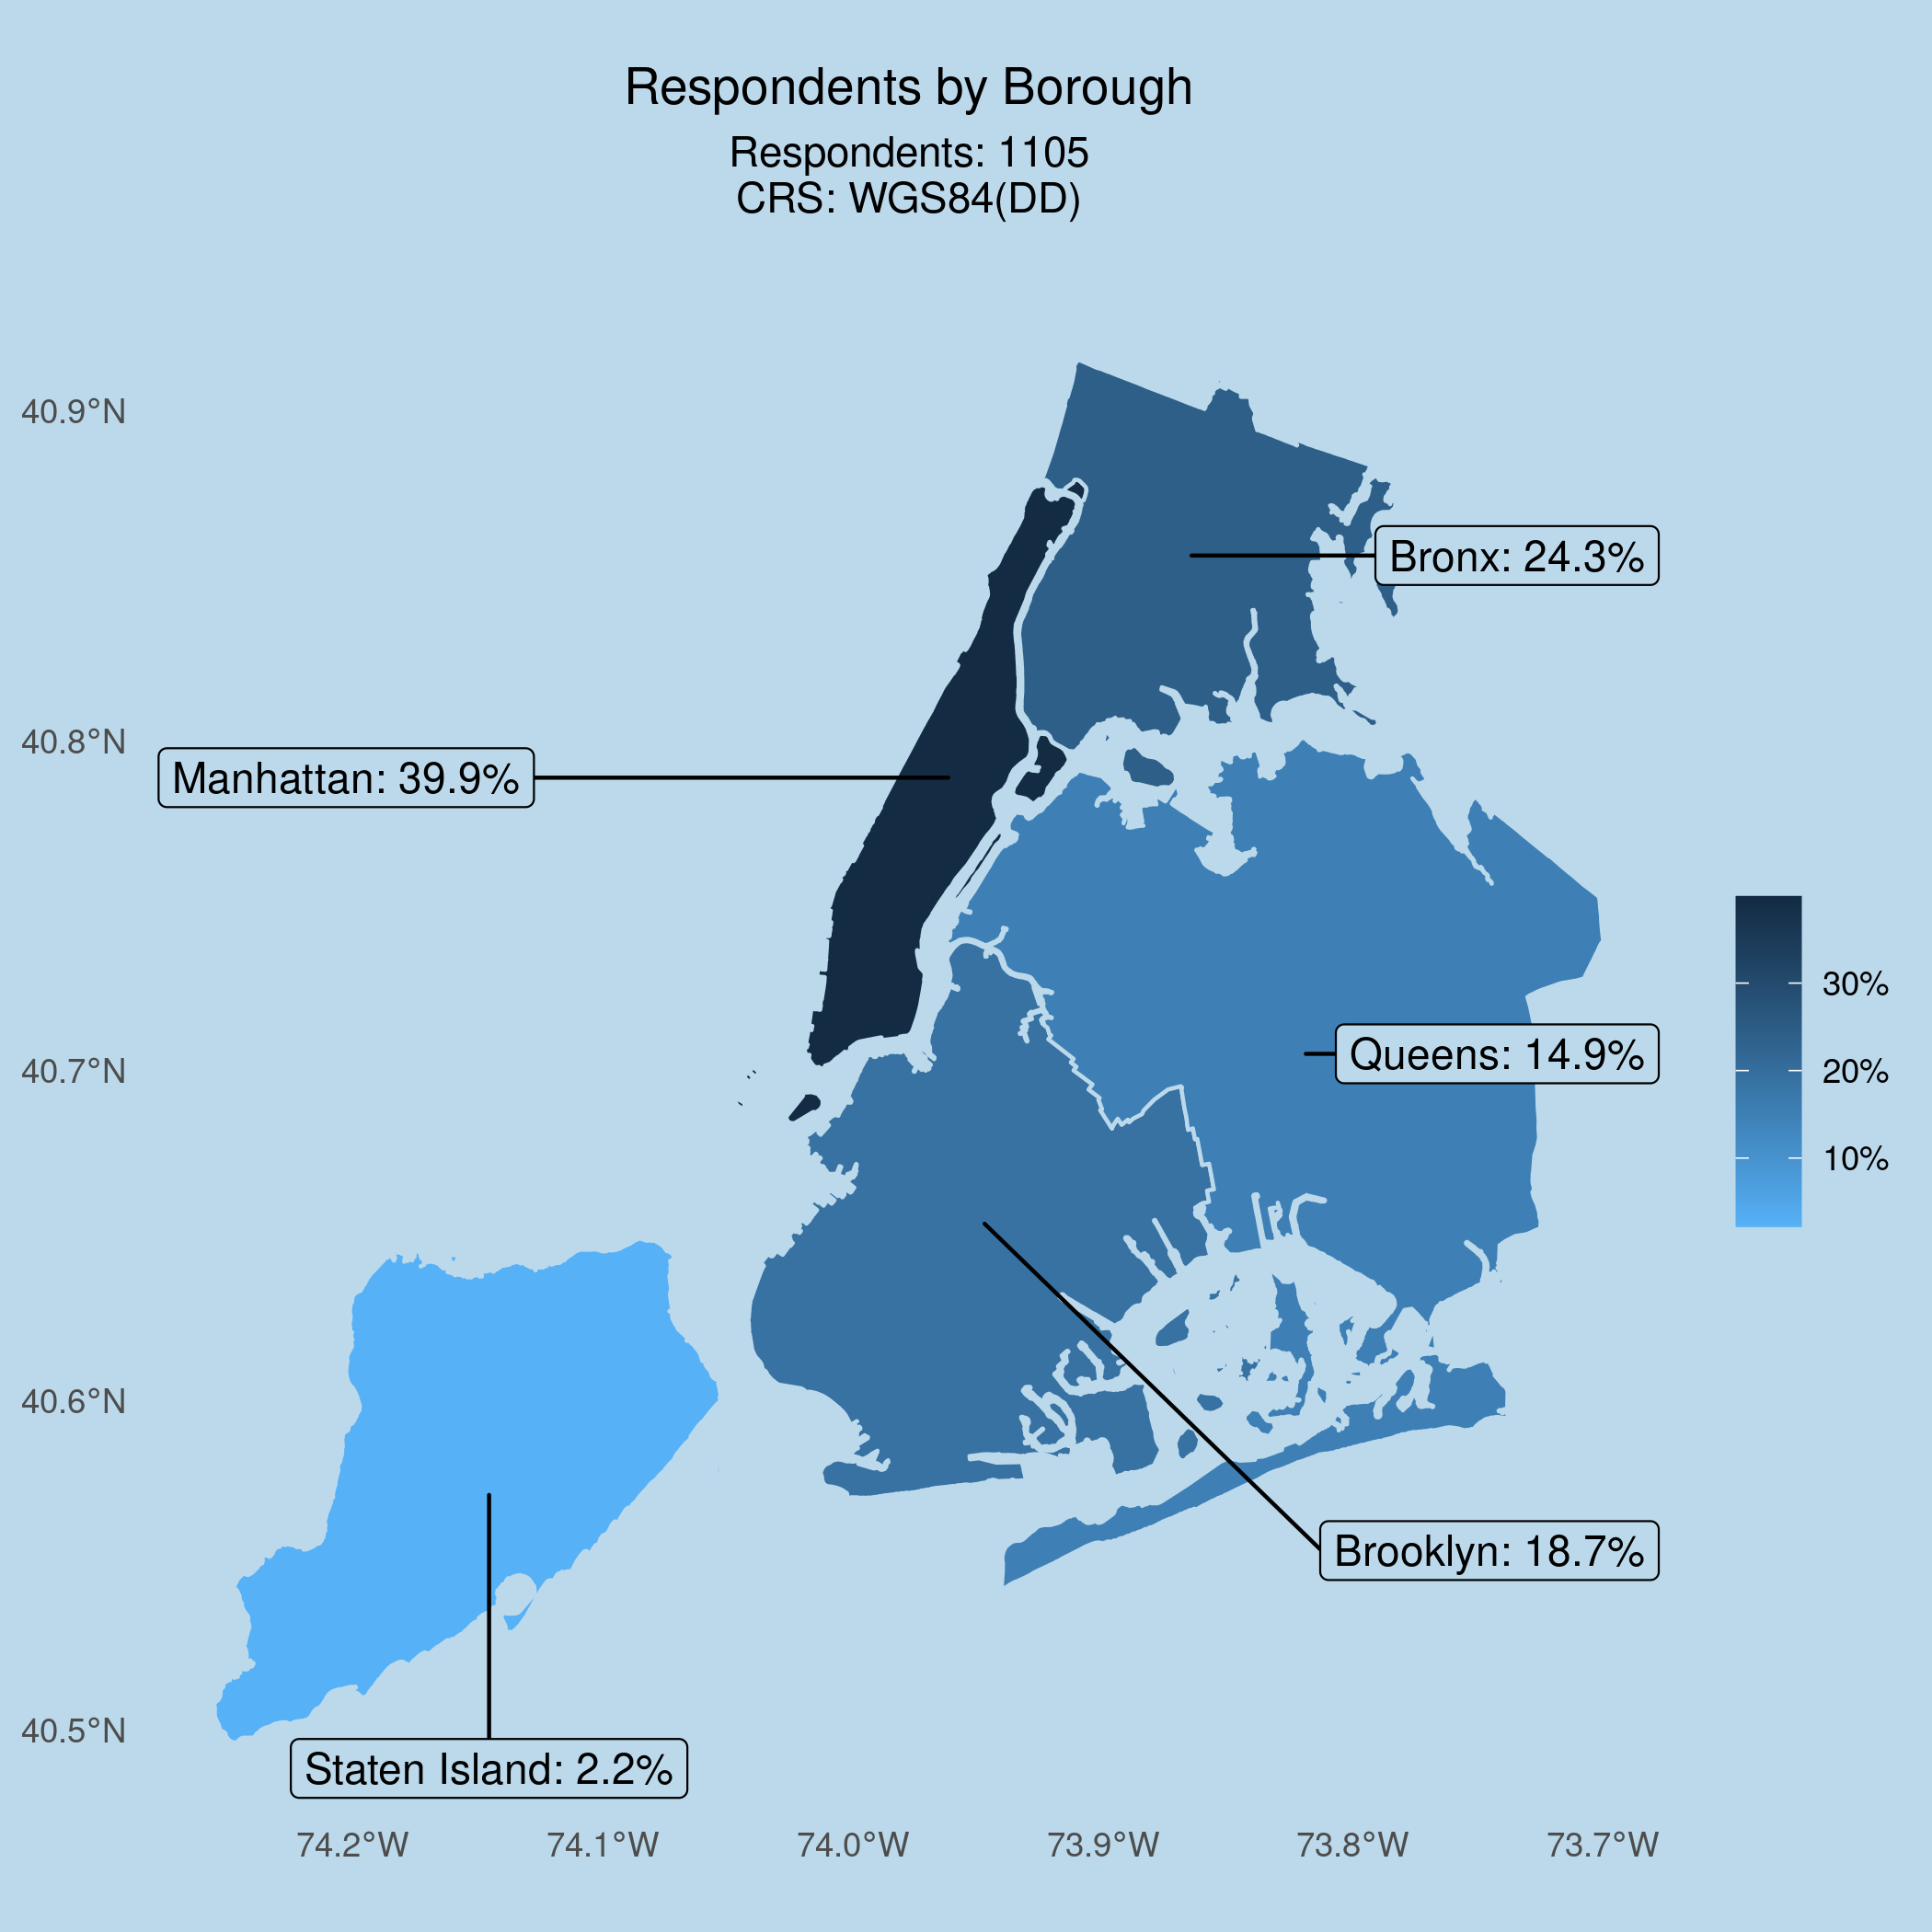 Respondents by Borough
Respondents: 1105
CRS: WGS84(DD)
40.9°N
Bronx: 24.3%
40.8°N
Manhattan: 39.9%
30%
Queens: 14.9%
40.7°N
20%
10%
40.6°N
Brooklyn: 18.7%
40.5°N
Staten Island: 2.2%
74.2°W 74.1°W 74.0°W 73.9°W 73.8°W 73.7°W